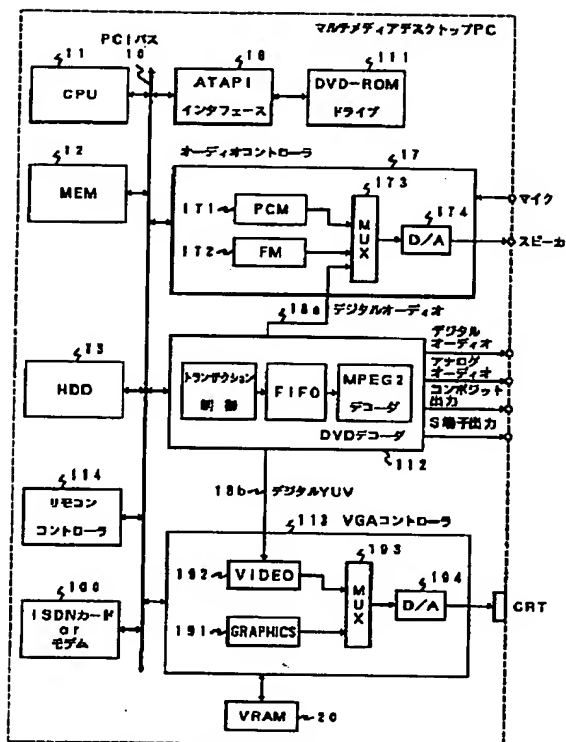 マルチメディアデスクトップPC
PCIバス
10
11
CPU
16
ATAPI
インタフェース
111
DVD-ROM
ドライブ
12
MEM
オーディオコントローラ
17
171
PCM
172
FM
173
MUX
174
D/A
マイク
スピーカ
18a
デジタルオーディオ
13
HDD
トランザクション
制御
FIFO
MPEG2
デコーダ
DVDデコーダ
112
デジタル
オーディオ
アナログ
オーディオ
コンポジット
出力
S端子出力
114
リモコン
コントローラ
18b
デジタルYUV
113
VGAコントローラ
192
VIDEO
191
GRAPHICS
193
MUX
194
D/A
CRT
100
ISDNカード
or
モデム
VRAM
20